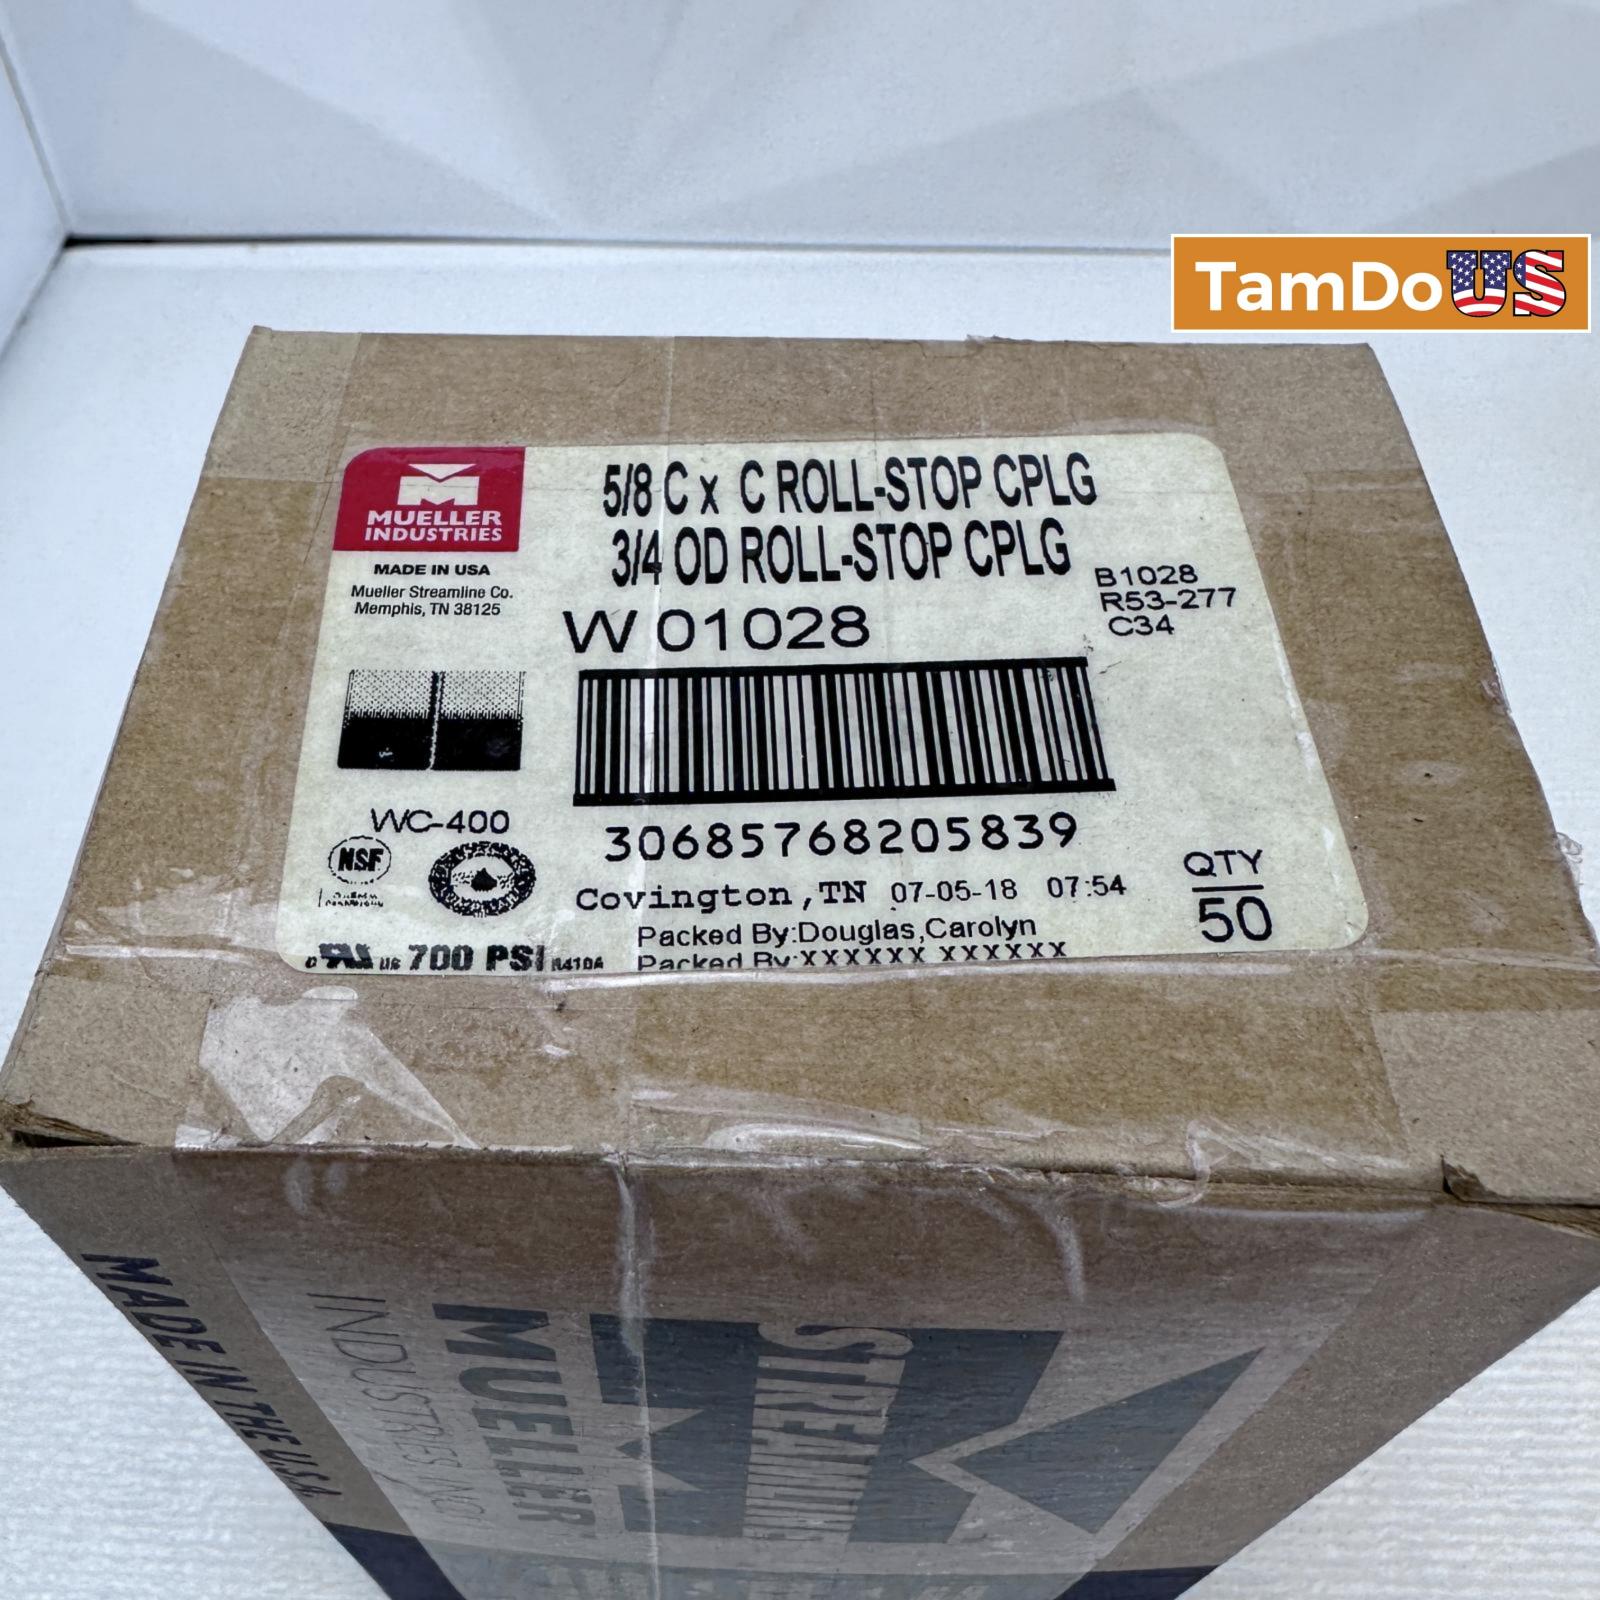 TamDoUS
MUELLER
INDUSTRIES
MADE IN USA
Mueller Streamline Co.
Memphis, TN 38125
5/8 C x C ROLL-STOP CPLG
3/4 OD ROLL-STOP CPLG
W 01028
B1028
R53-277
C34
WC-400
NSF
30685768205839
Covington,TN 07-05-18 07:54
Packed By:Douglas,Carolyn
Packed By:XXXXXX XXXXXX
QTY
50
c UL US 700 PSI R410A
MADE IN THE U.S.A.
MUELLER
INDUSTRIES, INC.
STREAMLINE